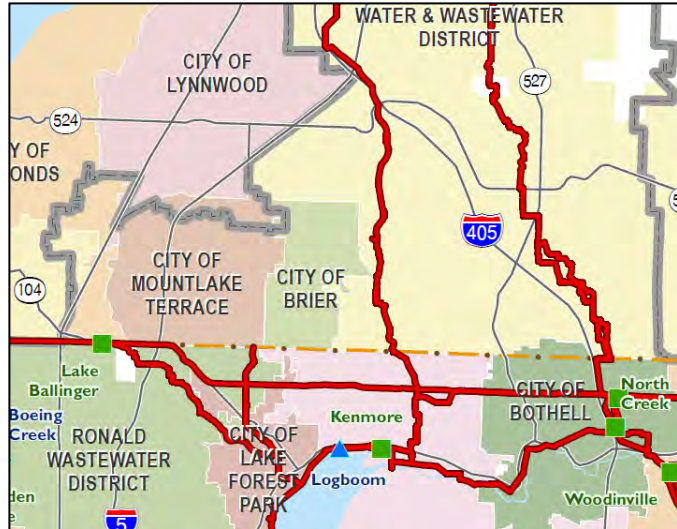 WATER & WASTEWATER
DISTRICT
CITY OF
LYNNWOOD
527
524
Y OF
ONDS
405
CITY OF
MOUNTLAKE
TERRACE
CITY OF
BRIER
104
Lake
Ballinger
Boeing
Creek
RONALD
WASTEWATER
DISTRICT
CITY OF
LAKE
FOREST
PARK
Kenmore
Logboom
CITY OF
BOTHELL
North
Creek
Woodinville
den
5